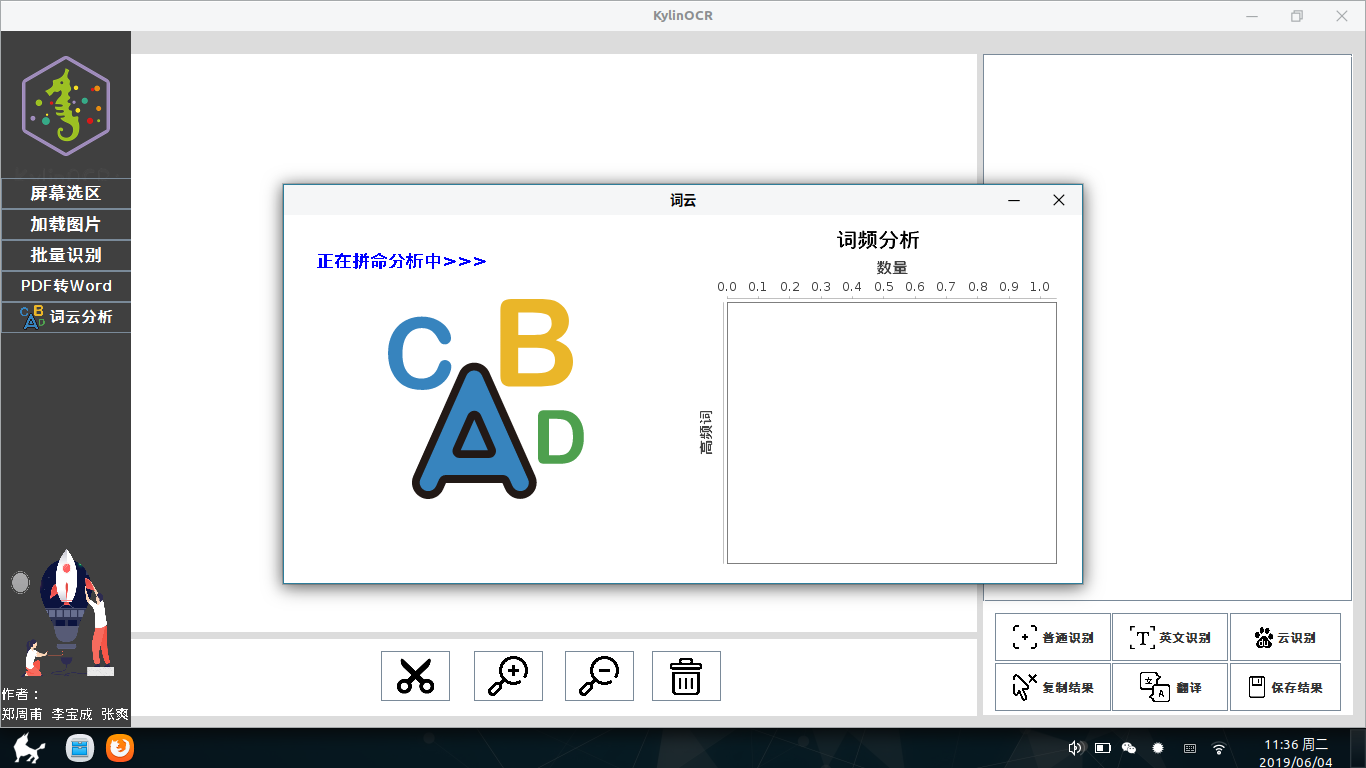 KylinOCR
屏幕选区
加载图片
批量识别
PDF转Word
C B A D 词云分析
词云
正在拼命分析中>>>
C B
A D
词频分析
数量
0.0 0.1 0.2 0.3 0.4 0.5 0.6 0.7 0.8 0.9 1.0
高频词
普通识别
T 英文识别
du 云识别
复制结果
文 A 翻译
保存结果
作者：
郑周甫 李宝成 张爽
11:36 周二
2019/06/04